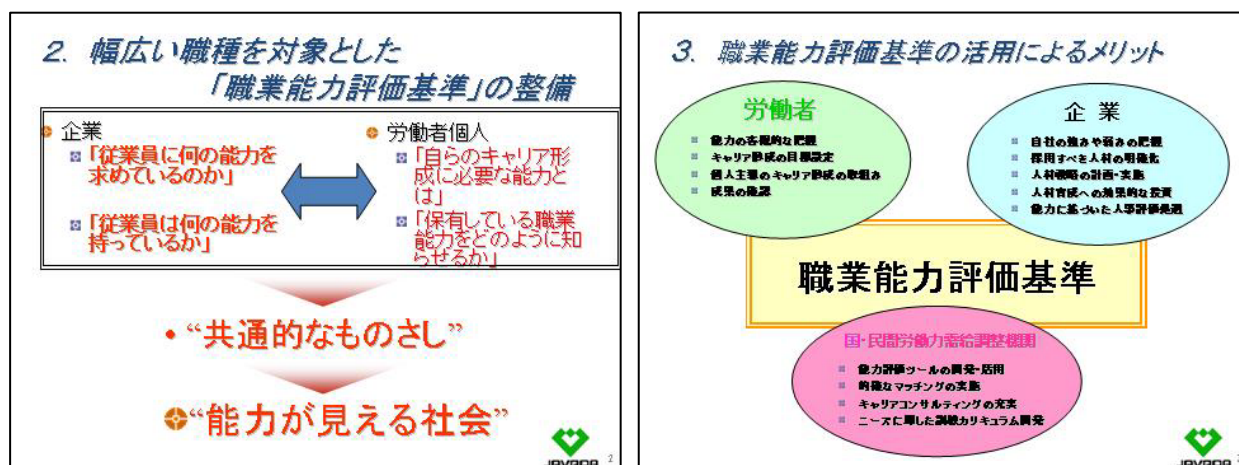 2. 幅広い職種を対象とした
「職業能力評価基準」の整備
企業
「従業員に何の能力を
求めているのか」
「従業員は何の能力を
持っているか」
労働者個人
「自らのキャリア形
成に必要な能力と
は」
「保有している職業
能力をどのように知
らせるか」
• “共通的なものさし”
“能力が見える社会”
2
3. 職業能力評価基準の活用によるメリット
労働者
能力の客観的な把握
キャリア形成の目標設定
個人主導のキャリア形成の取組み
成果の確認
企業
自社の強みや弱みの把握
採用すべき人材の明確化
人材戦略の計画・実施
人材育成への効果的な投資
能力に基づいた人事評価処遇
職業能力評価基準
国・民間労働力需給調整機関
能力評価ツールの開発・活用
的確なマッチングの実施
キャリアコンサルティングの充実
ニーズに即した訓練カリキュラム開発